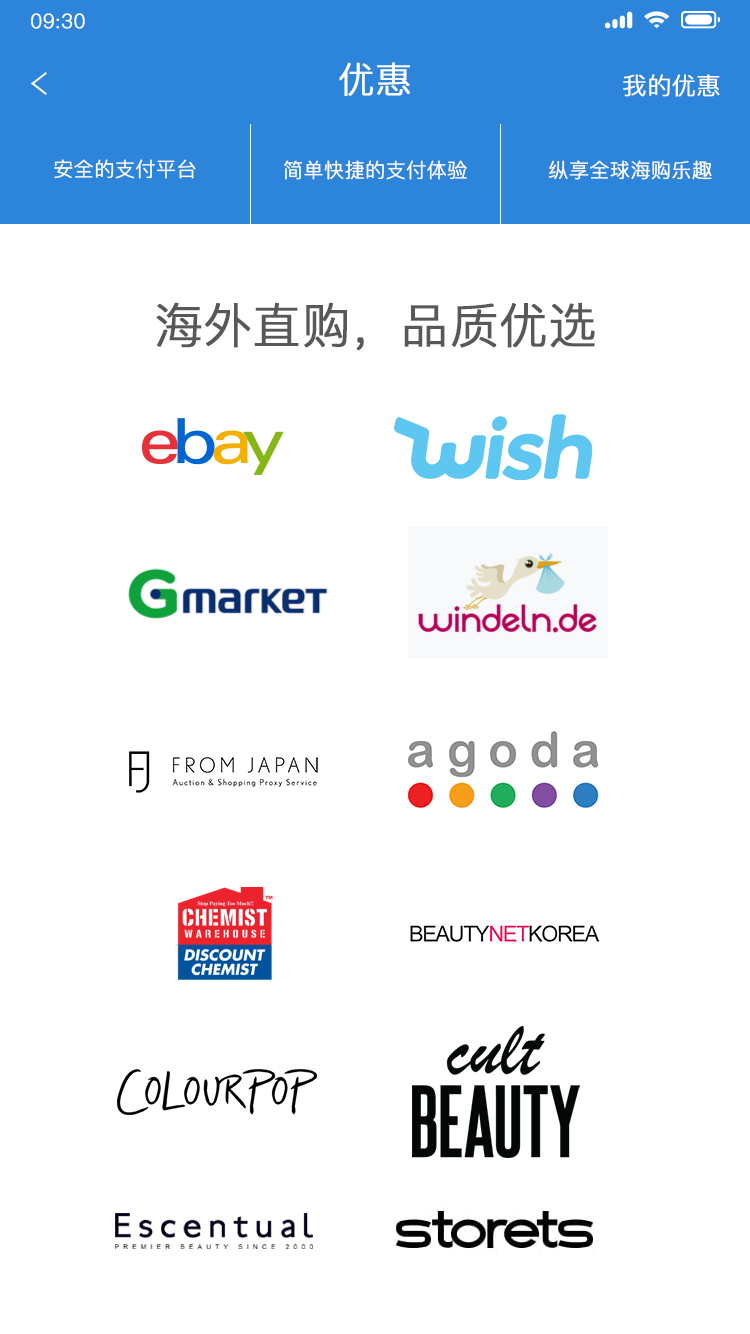 09:30
优惠
我的优惠
安全的支付平台
简单快捷的支付体验
纵享全球海购乐趣
海外直购，品质优选
ebay
wish
Gmarket
windeln.de
FJ
FROM JAPAN
Auction & Shopping Proxy Service
agoda
Stop Paying Too Much!!
CHEMIST
WAREHOUSE
DISCOUNT
CHEMIST
TM
BEAUTYNETKOREA
COLOURPOP
cult
BEAUTY
Escentual
PREMIER BEAUTY SINCE 2000
storets